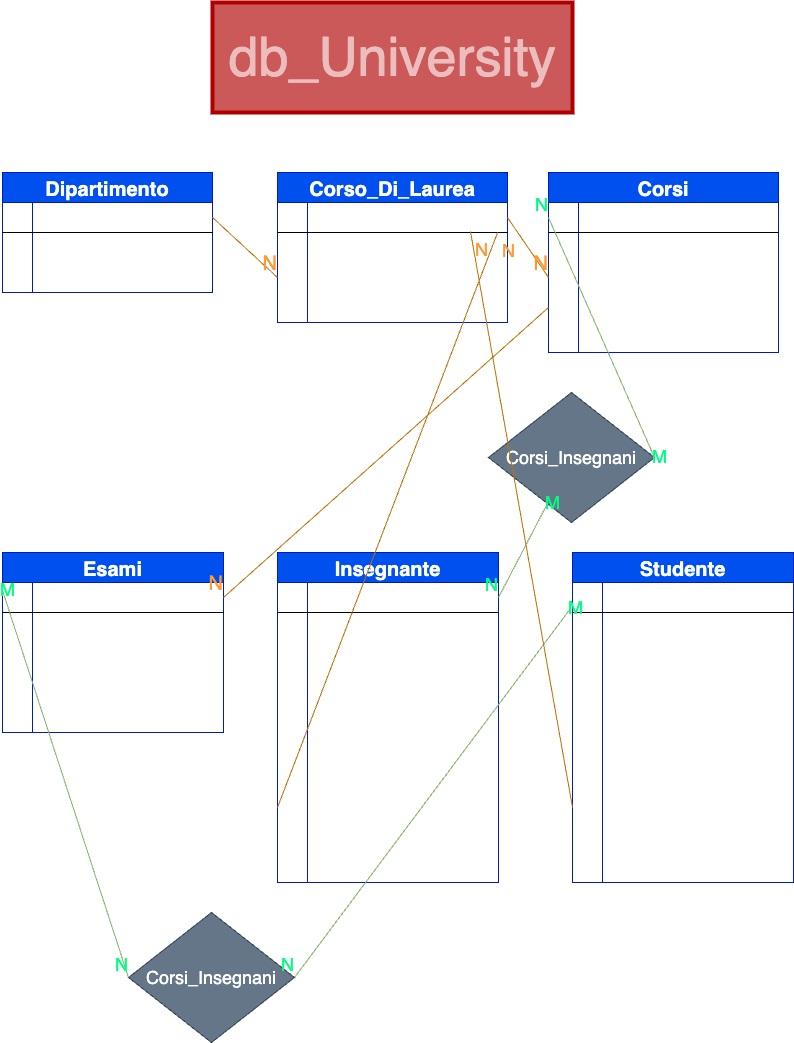 db_University
Dipartimento
Corso_Di_Laurea
Corsi
N
N
N
N
N
Corsi_Insegnani
M
M
Esami
Insegnante
Studente
N
N
M
M
N
N
Corsi_Insegnani